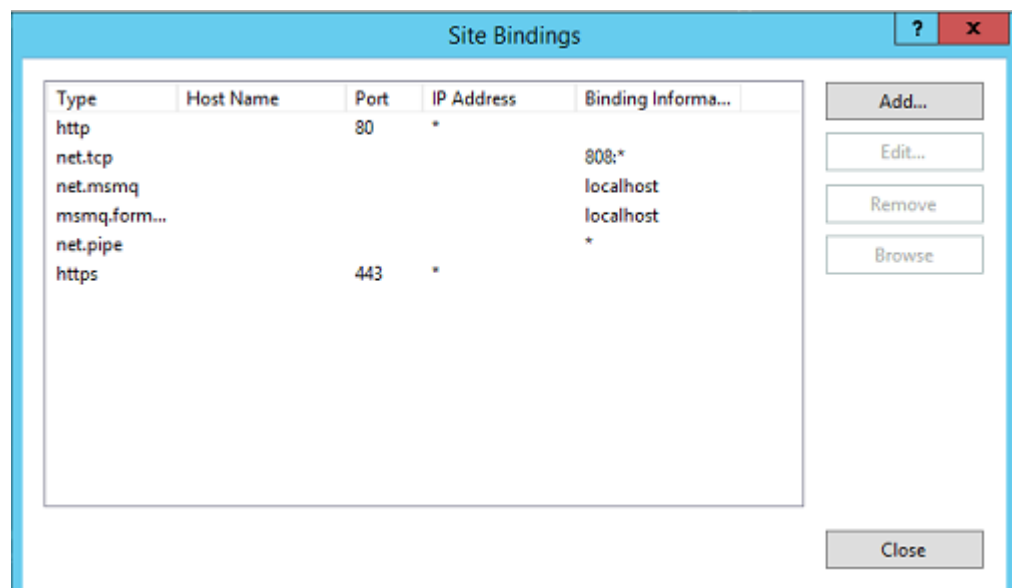 Site Bindings
? x
Type Host Name Port IP Address Binding Informa...
http 80 *
net.tcp 808:*
net.msmq localhost
msmq.form... localhost
net.pipe *
https 443 *
Add...
Edit...
Remove
Browse
Close